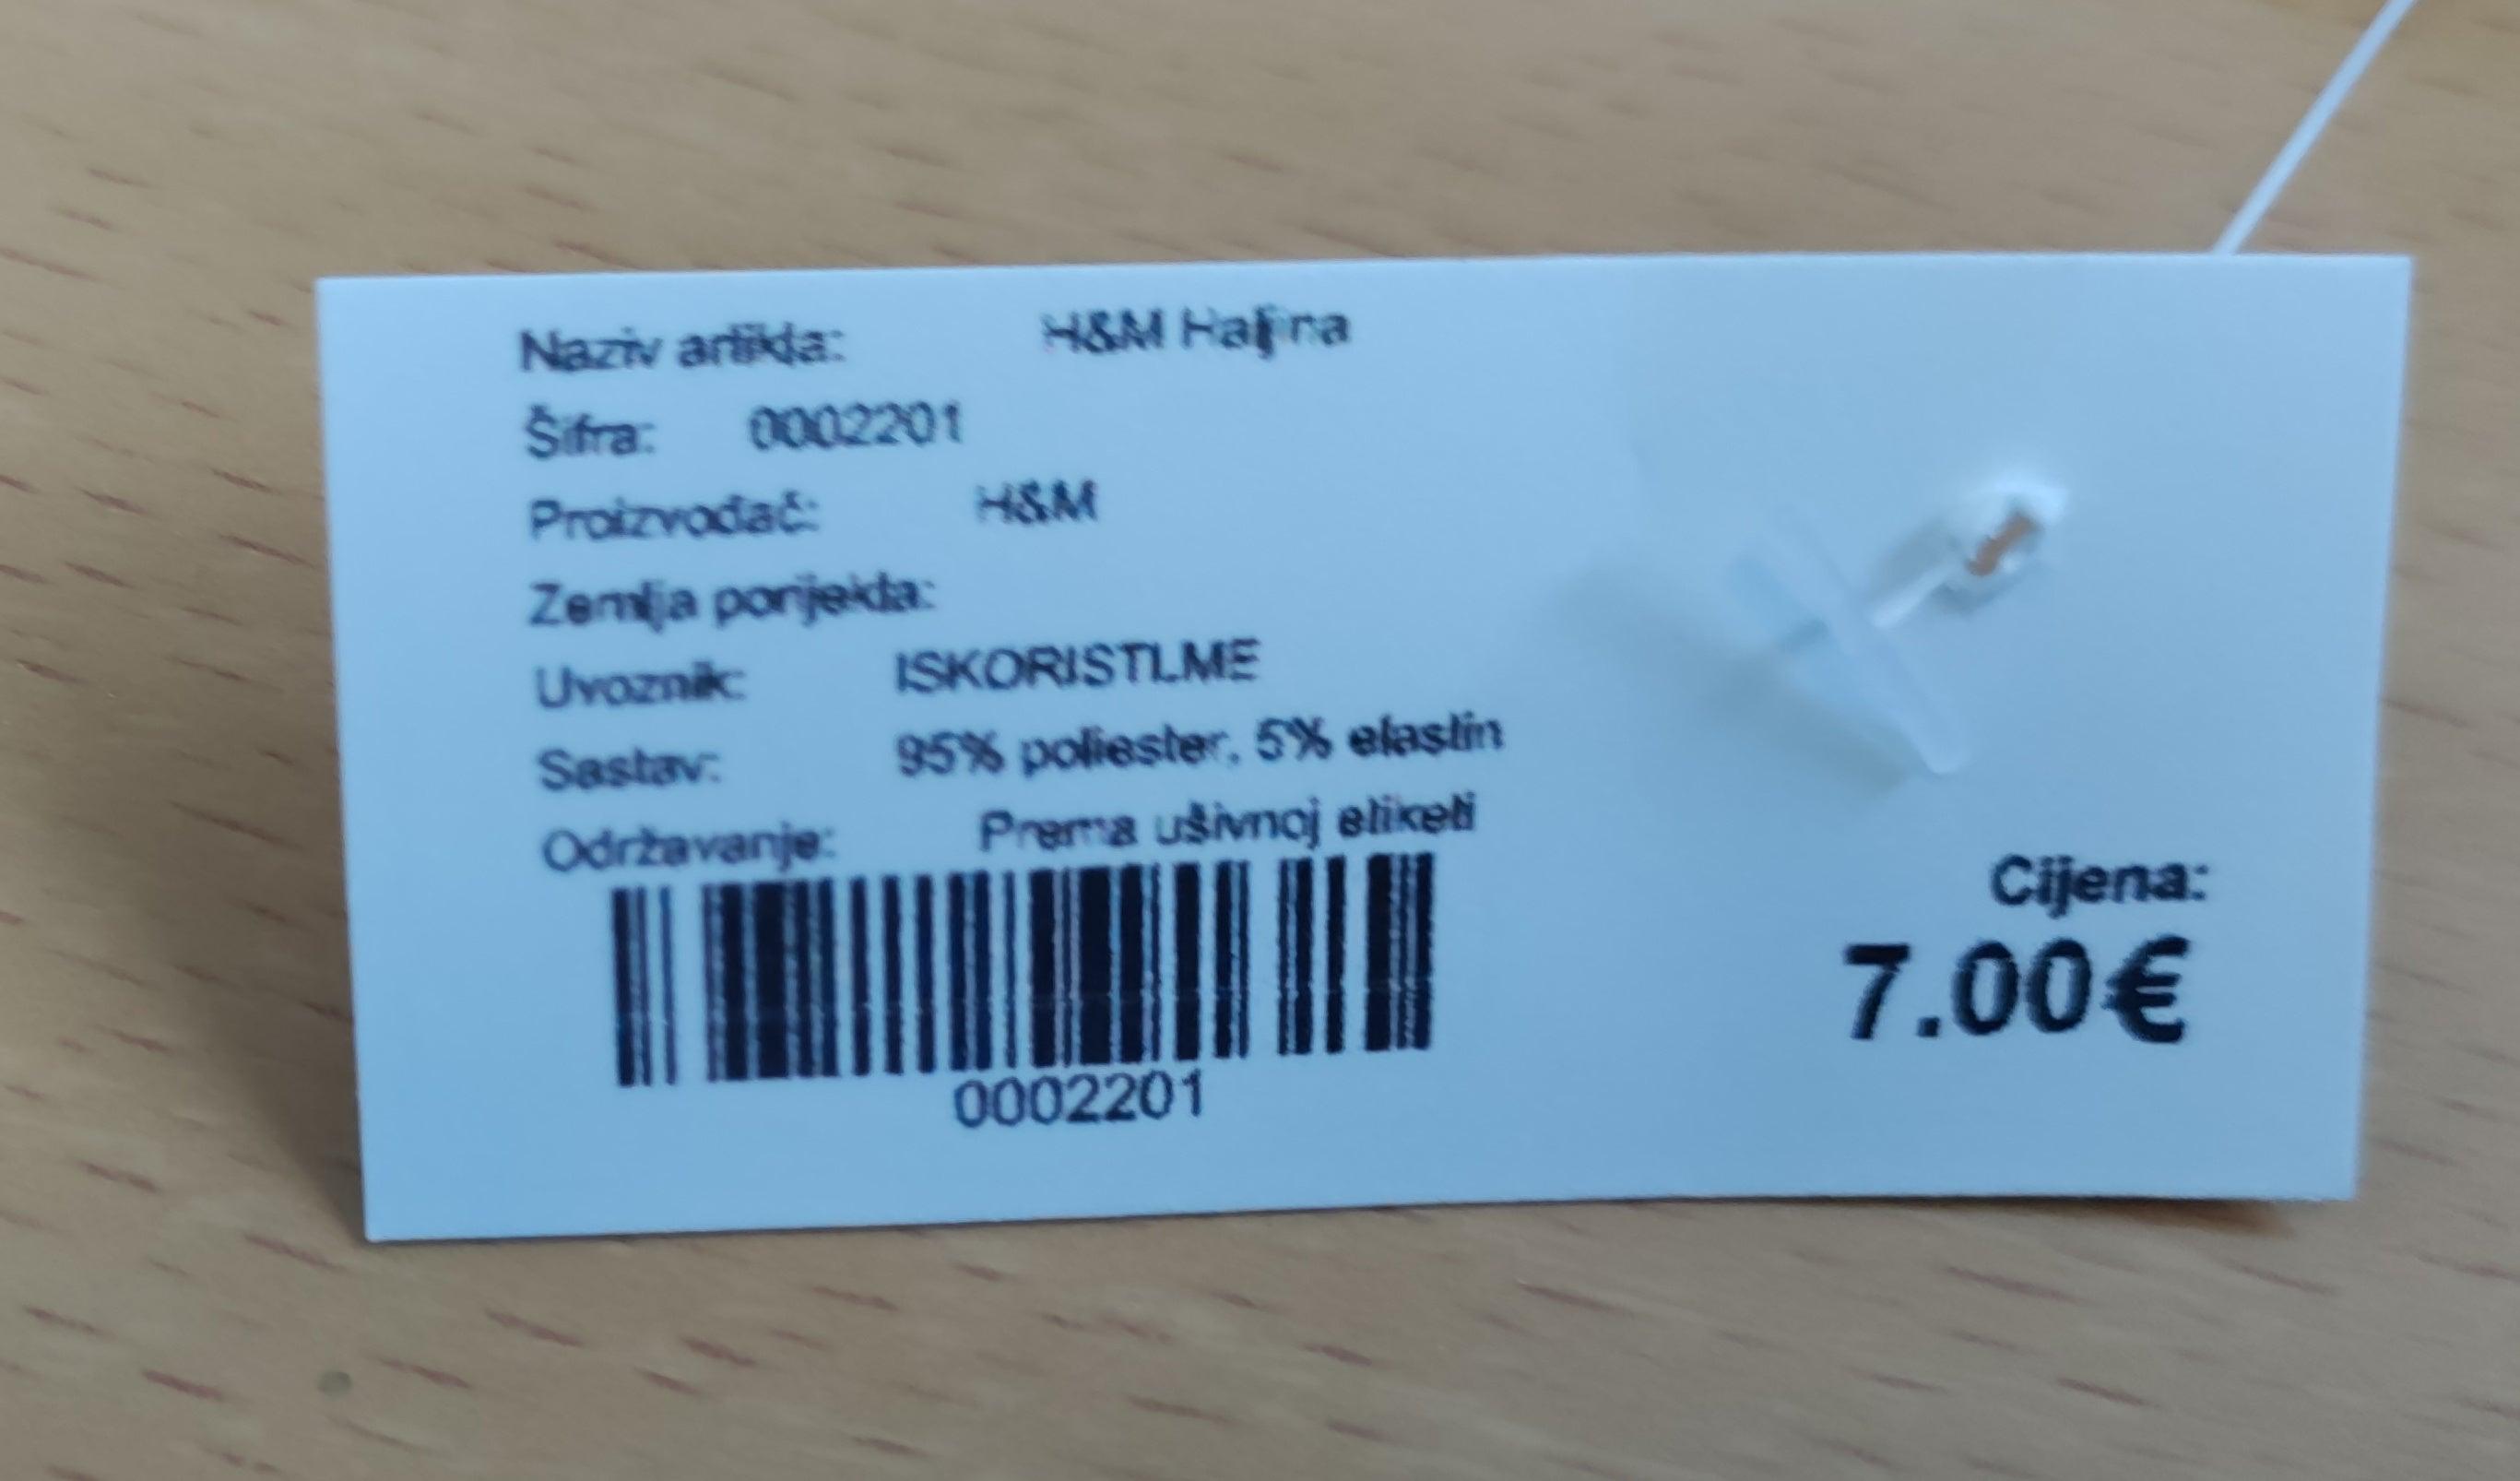 Naziv artikla: H&M Haljina
Šifra: 0002201
Proizvođač: H&M
Zemlja porijekla:
Uvoznik: ISKORISTI.ME
Sastav: 95% poliester, 5% elastin
Održavanje: Prema ušivnoj etiketi
0002201
Cijena:
7.00€